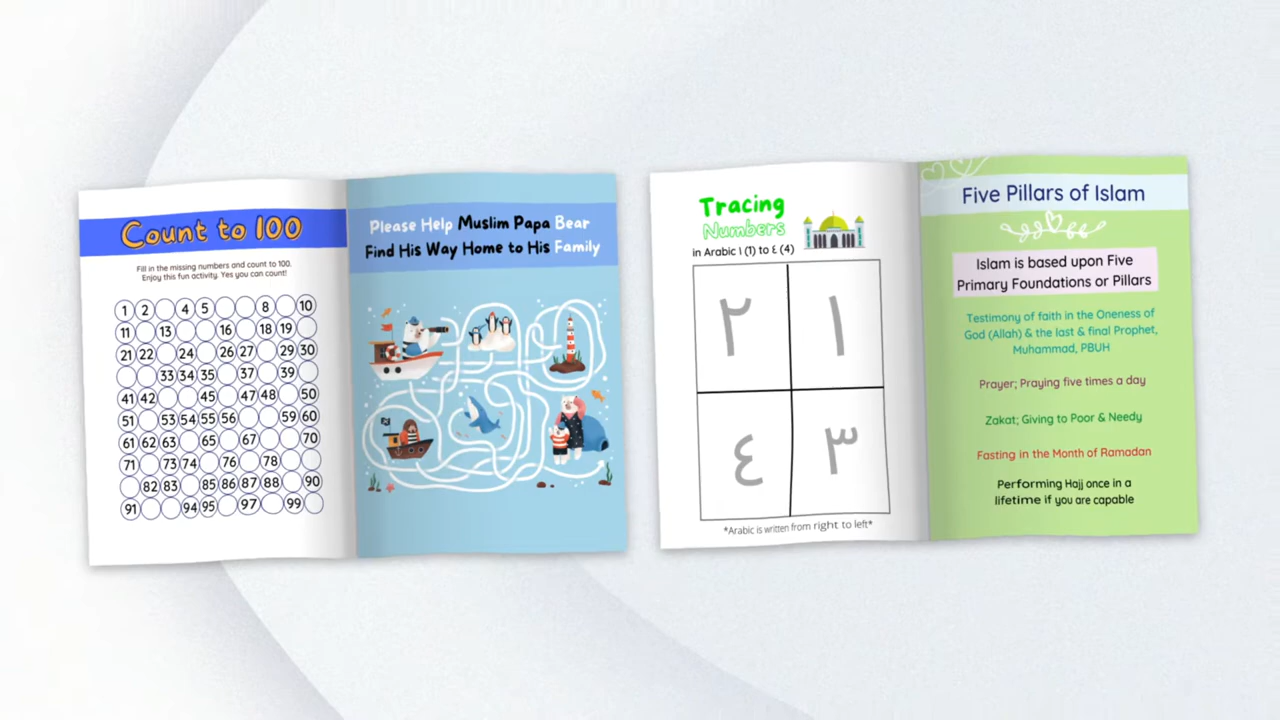 Count to 100
Fill in the missing numbers and count to 100.
Enjoy this fun activity. Yes you can count!
1 2 4 5 8 10
11 13 16 18 19
21 22 24 26 27 29 30
33 34 35 37 39
41 42 45 47 48 50
51 53 54 55 56 59 60
61 62 63 65 67 70
71 73 74 76 78
82 83 85 86 87 88 90
91 94 95 97 99
Please Help Muslim Papa Bear
Find His Way Home to His Family
Tracing
Numbers
in Arabic ١ (1) to ٤ (4)
٢ ١
٤ ٣
*Arabic is written from right to left*
Five Pillars of Islam
Islam is based upon Five
Primary Foundations or Pillars
Testimony of faith in the Oneness of
God (Allah) & the last & final Prophet,
Muhammad, PBUH
Prayer; Praying five times a day
Zakat; Giving to Poor & Needy
Fasting in the Month of Ramadan
Performing Hajj once in a
lifetime if you are capable